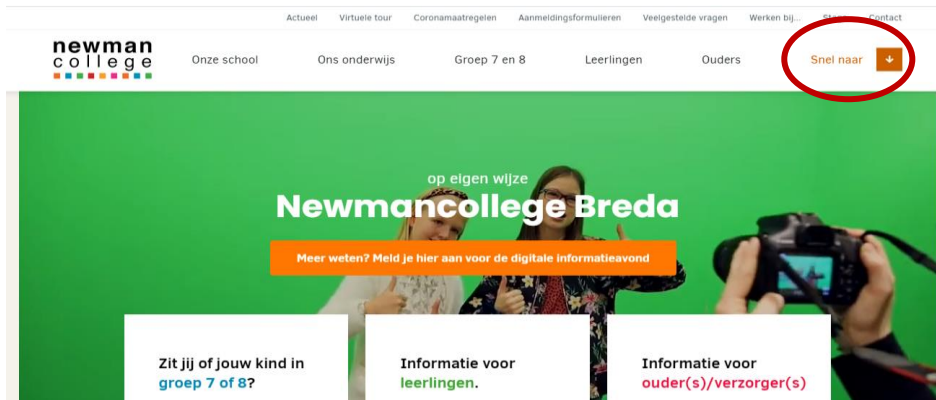 Actueel Virtuele tour Coronamaatregelen Aanmeldingsformulieren Veelgestelde vragen Werken bij... Contact
newman
college
Onze school Ons onderwijs Groep 7 en 8 Leerlingen Ouders Snel naar
op eigen wijze
Newmancollege Breda
Meer weten? Meld je hier aan voor de digitale informatieavond
Zit jij of jouw kind in
groep 7 of 8?
Informatie voor
leerlingen.
Informatie voor
ouder(s)/verzorger(s)